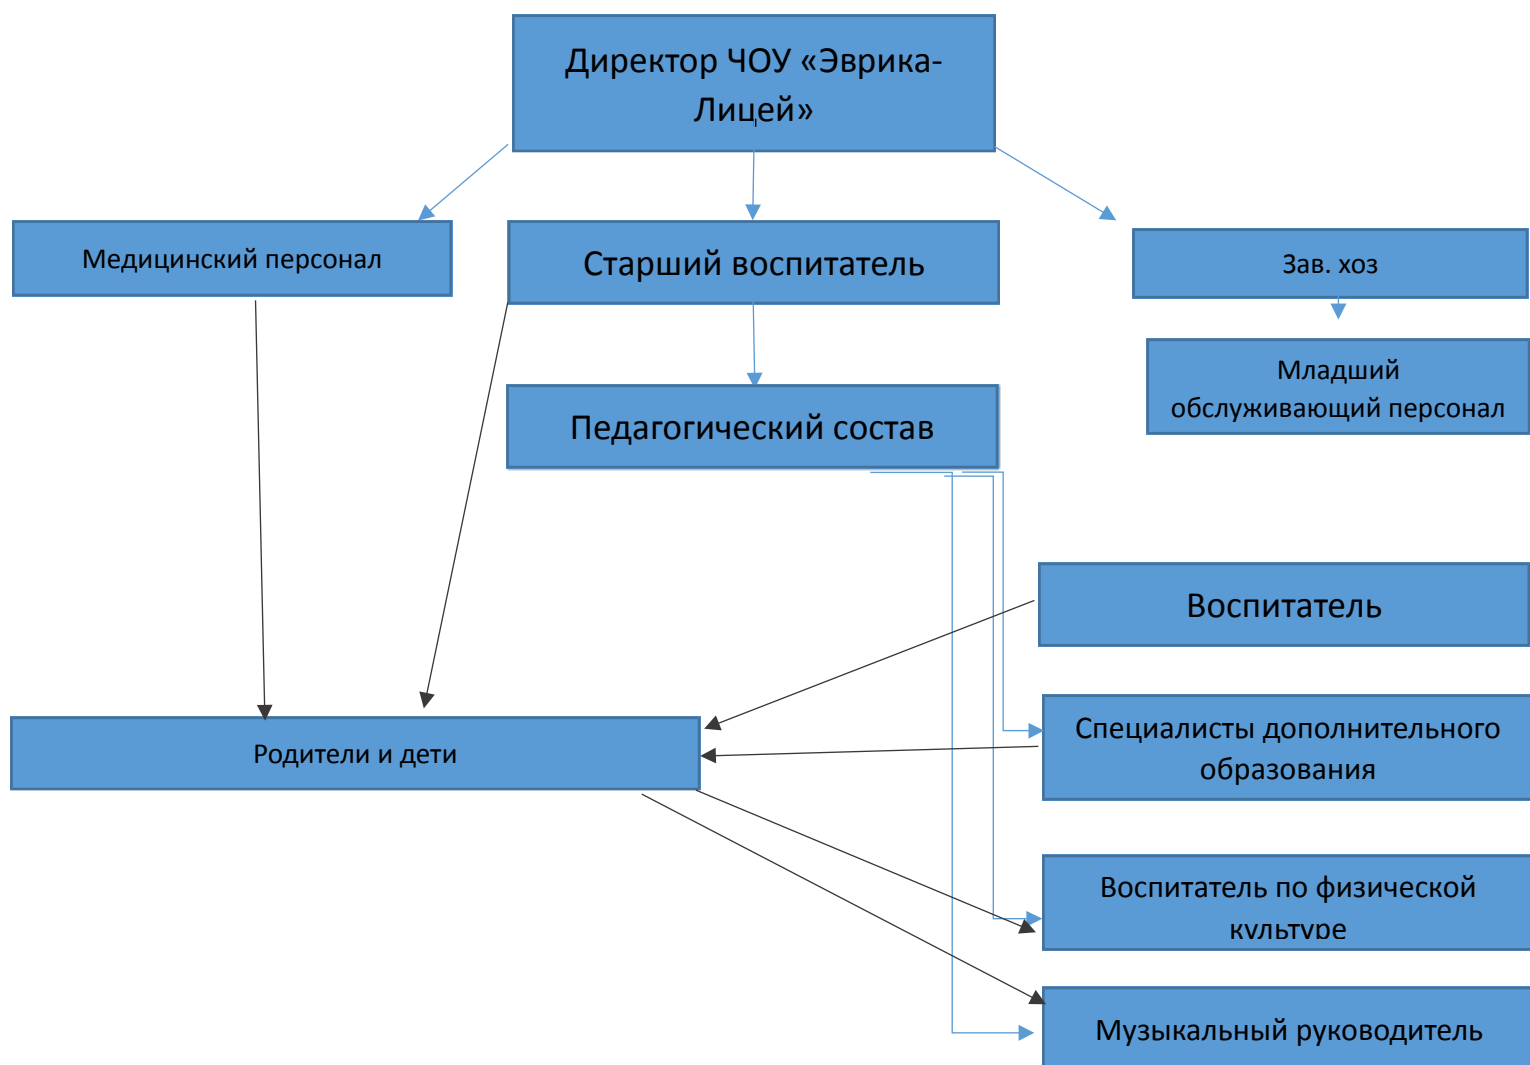 Директор ЧОУ «Эврика-
Лицей»
Медицинский персонал
Старший воспитатель
Зав. хоз
Младший
обслуживающий персонал
Педагогический состав
Воспитатель
Родители и дети
Специалисты дополнительного
образования
Воспитатель по физической
культуре
Музыкальный руководитель